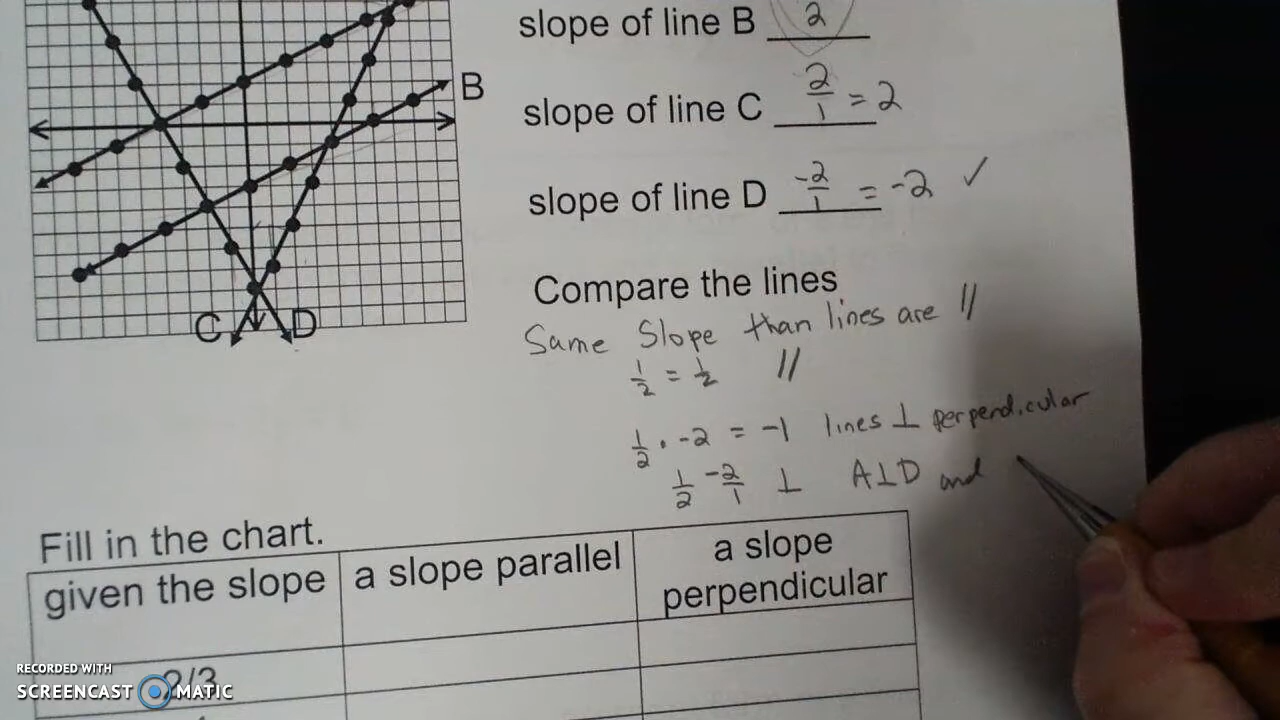 slope of line B 2
B
slope of line C 2/1 = 2
slope of line D -2/1 = -2 ✓
Compare the lines
C D
Same Slope than lines are //
1/2 = 1/2 //
1/2 · -2 = -1 lines ⊥ perpendicular
1/2 -2/1 ⊥ A⊥D and
Fill in the chart.
given the slope a slope parallel a slope
perpendicular
2/3
RECORDED WITH
SCREENCAST MATIC